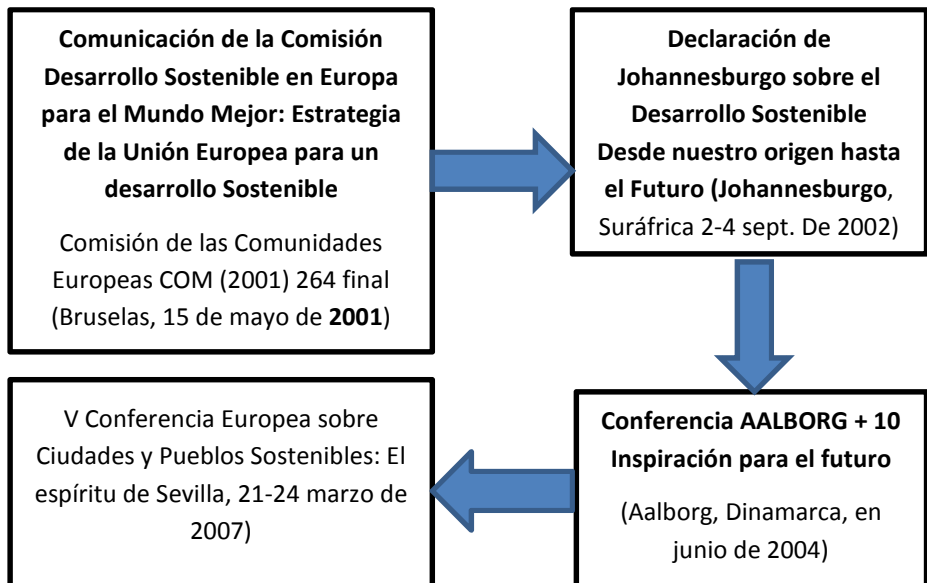 Comunicación de la Comisión
Desarrollo Sostenible en Europa
para el Mundo Mejor: Estrategia
de la Unión Europea para un
desarrollo Sostenible
Comisión de las Comunidades
Europeas COM (2001) 264 final
(Bruselas, 15 de mayo de 2001)
Declaración de
Johannesburgo sobre el
Desarrollo Sostenible
Desde nuestro origen hasta
el Futuro (Johannesburgo,
Suráfrica 2-4 sept. De 2002)
Conferencia AALBORG + 10
Inspiración para el futuro
(Aalborg, Dinamarca, en
junio de 2004)
V Conferencia Europea sobre
Ciudades y Pueblos Sostenibles: El
espíritu de Sevilla, 21-24 marzo de
2007)